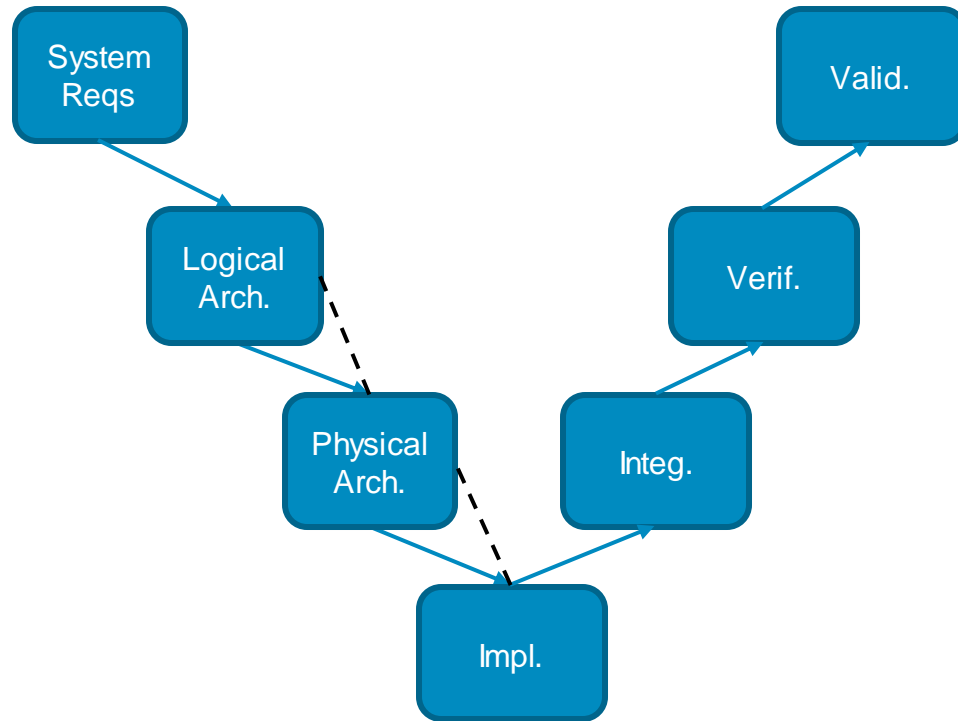 System
Reqs
Valid.
Logical
Arch.
Verif.
Physical
Arch.
Integ.
Impl.